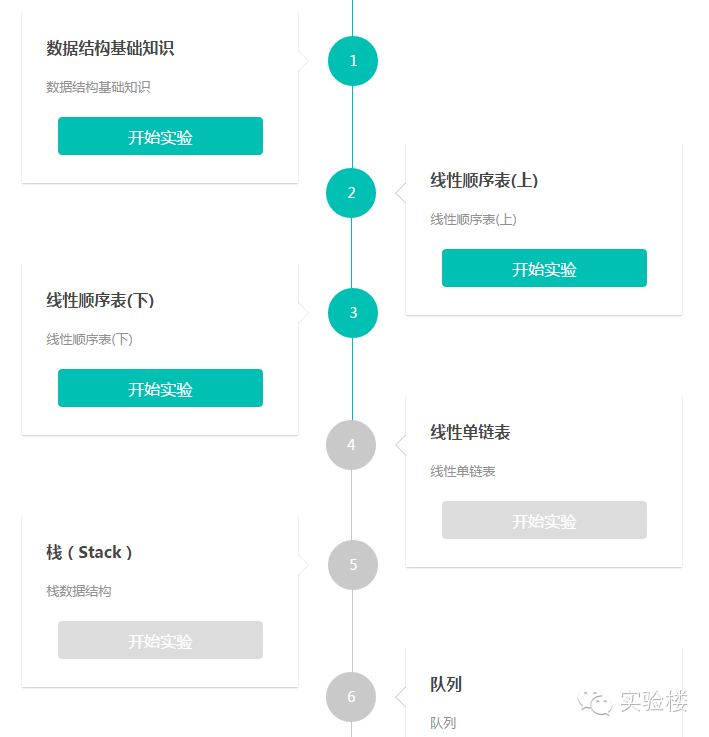 数据结构基础知识
数据结构基础知识
开始实验
1
2
线性顺序表(上)
线性顺序表(上)
开始实验
线性顺序表(下)
线性顺序表(下)
开始实验
3
4
线性单链表
线性单链表
开始实验
栈（Stack）
栈数据结构
开始实验
5
6
队列
队列
实验楼